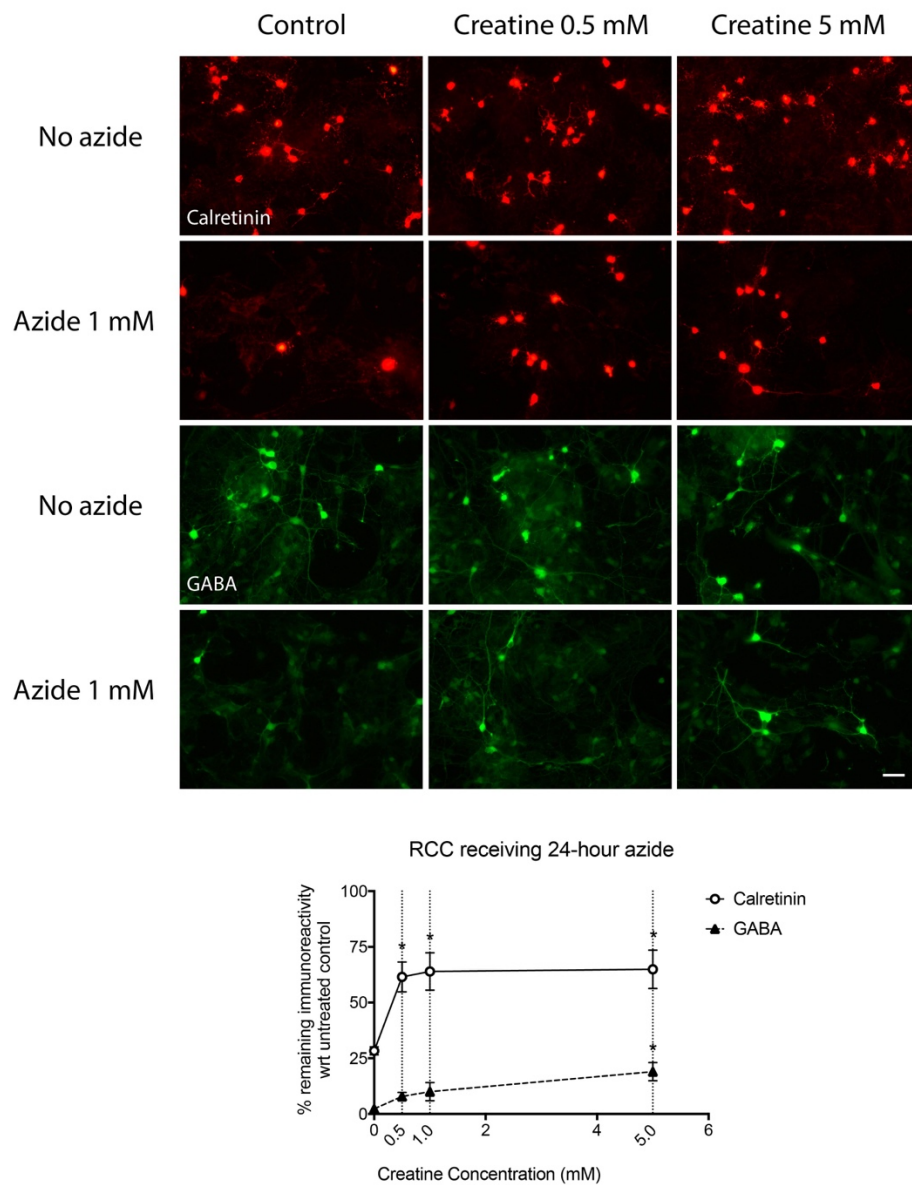 Control Creatine 0.5 mM Creatine 5 mM
No azide
Calretinin
Azide 1 mM
No azide
GABA
Azide 1 mM
RCC receiving 24-hour azide
% remaining immunoreactivity
wrt untreated control
100
75
50
25
0
* * *
*
0 0.5 1.0 2 4 5.0 6
Creatine Concentration (mM)
Calretinin
GABA